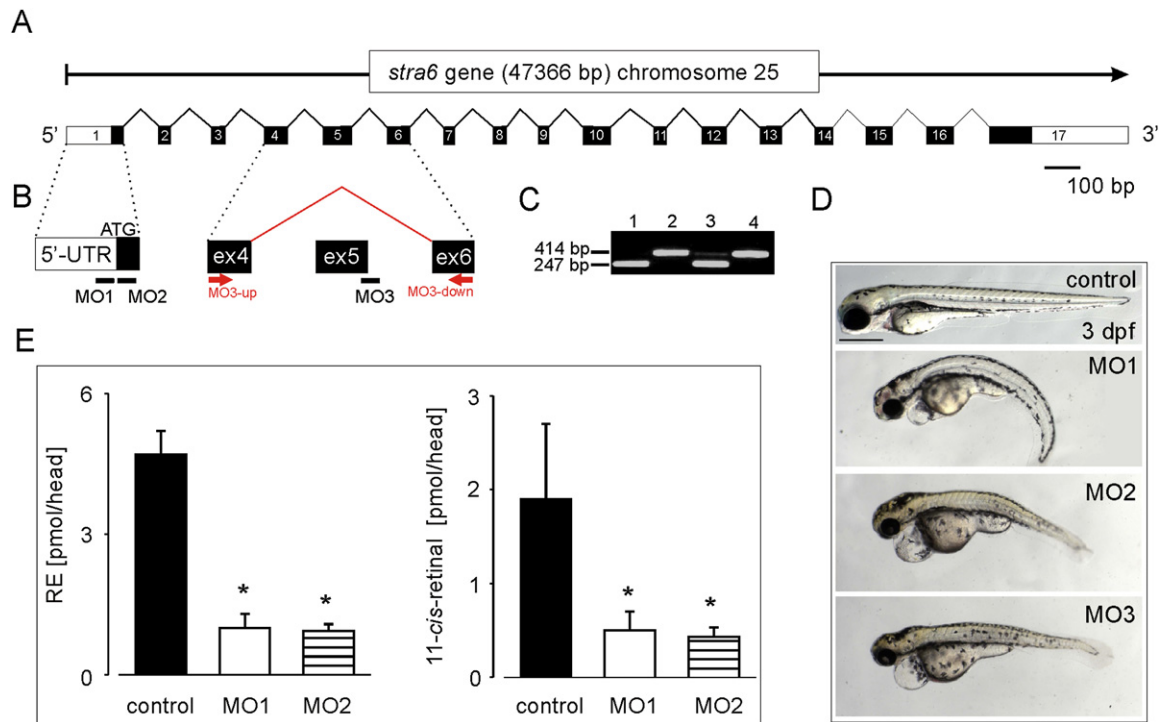 A
stra6 gene (47366 bp) chromosome 25
5’ 1 2 3 4 5 6 7 8 9 10 11 12 13 14 15 16 17 3’
100 bp
B
ATG
5’-UTR
MO1 MO2
ex4 ex5 ex6
MO3-up MO3 MO3-down
C
1 2 3 4
414 bp
247 bp
D
control
3 dpf
MO1
MO2
MO3
E
RE [pmol/head]
6
3
0
control MO1 MO2
* *
11-cis-retinal [pmol/head]
3
2
1
0
control MO1 MO2
* *